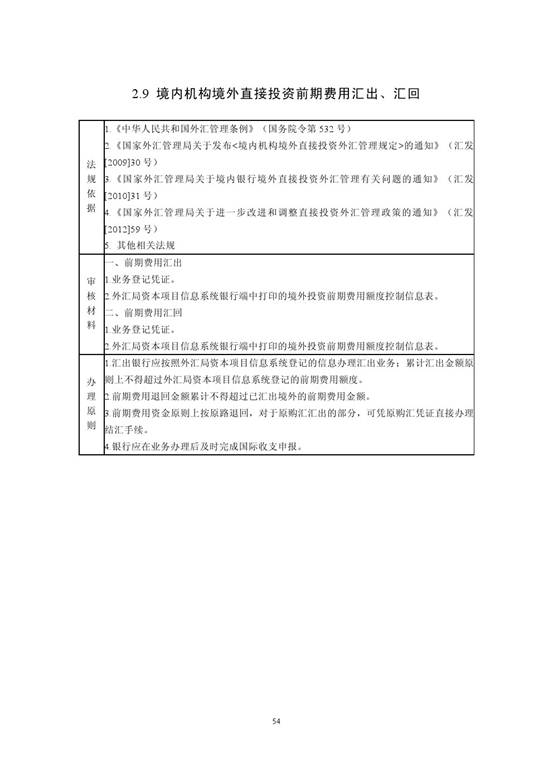 2.9 境内机构境外直接投资前期费用汇出、汇回
法规依据
1.《中华人民共和国外汇管理条例》（国务院令第 532 号）
2.《国家外汇管理局关于发布<境内机构境外直接投资外汇管理规定>的通知》（汇发
[2009]30 号）
3.《国家外汇管理局关于境内银行境外直接投资外汇管理有关问题的通知》（汇发
[2010]31 号）
4.《国家外汇管理局关于进一步改进和调整直接投资外汇管理政策的通知》（汇发
[2012]59 号）
5. 其他相关法规
审核材料
一、前期费用汇出
1.业务登记凭证。
2.外汇局资本项目信息系统银行端中打印的境外投资前期费用额度控制信息表。
二、前期费用汇回
1.业务登记凭证。
2.外汇局资本项目信息系统银行端中打印的境外投资前期费用额度控制信息表。
办理原则
1.汇出银行应按照外汇局资本项目信息系统登记的信息办理汇出业务；累计汇出金额原
则上不得超过外汇局资本项目信息系统登记的前期费用额度。
2.前期费用退回金额累计不得超过已汇出境外的前期费用金额。
3.前期费用资金原则上按原路退回，对于原购汇汇出的部分，可凭原购汇凭证直接办理
结汇手续。
4.银行应在业务办理后及时完成国际收支申报。
54